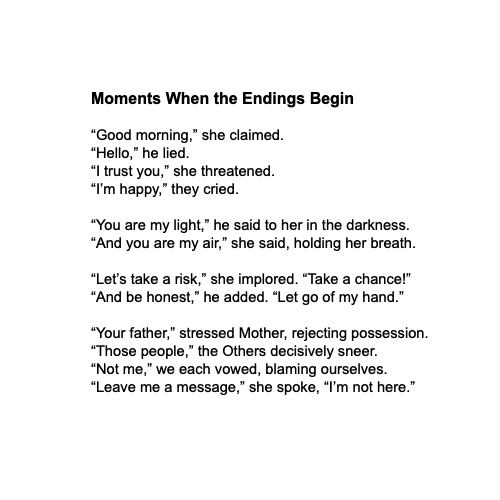 Moments When the Endings Begin
“Good morning,” she claimed.
“Hello,” he lied.
“I trust you,” she threatened.
“I’m happy,” they cried.
“You are my light,” he said to her in the darkness.
“And you are my air,” she said, holding her breath.
“Let’s take a risk,” she implored. “Take a chance!”
“And be honest,” he added. “Let go of my hand.”
“Your father,” stressed Mother, rejecting possession.
“Those people,” the Others decisively sneer.
“Not me,” we each vowed, blaming ourselves.
“Leave me a message,” she spoke, “I’m not here.”